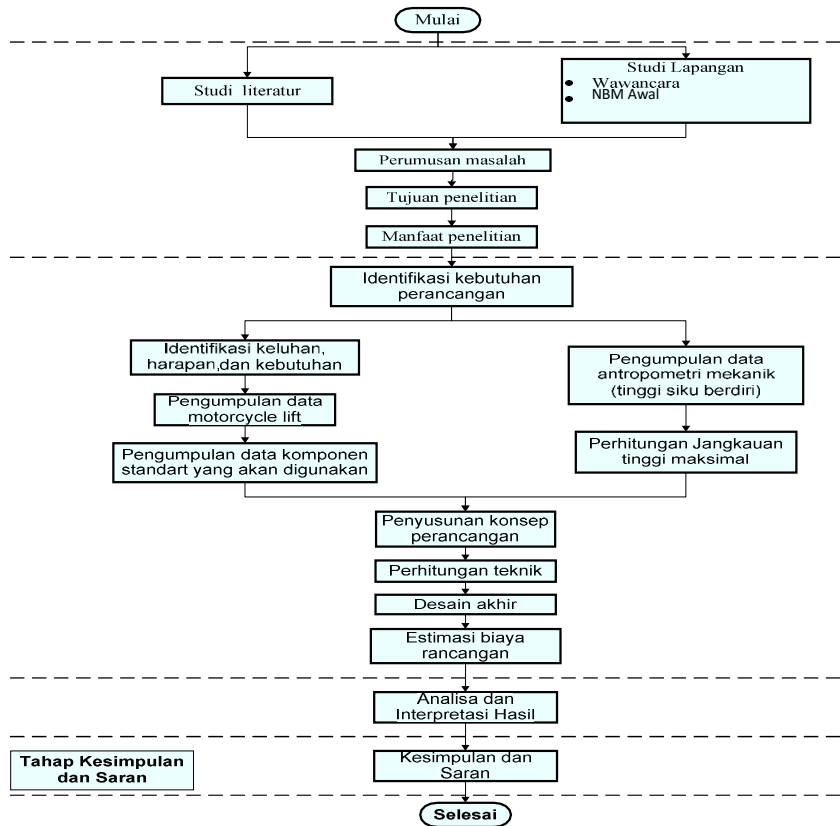 Mulai
Studi literatur
Studi Lapangan
• Wawancara
• NBM Awal
Perumusan masalah
Tujuan penelitian
Manfaat penelitian
Identifikasi kebutuhan
perancangan
Identifikasi keluhan,
harapan,dan kebutuhan
Pengumpulan data
motorcycle lift
Pengumpulan data komponen
standart yang akan digunakan
Pengumpulan data
antropometri mekanik
(tinggi siku berdiri)
Perhitungan Jangkauan
tinggi maksimal
Penyusunan konsep
perancangan
Perhitungan teknik
Desain akhir
Estimasi biaya
rancangan
Analisa dan
Interpretasi Hasil
Tahap Kesimpulan
dan Saran
Kesimpulan dan
Saran
Selesai